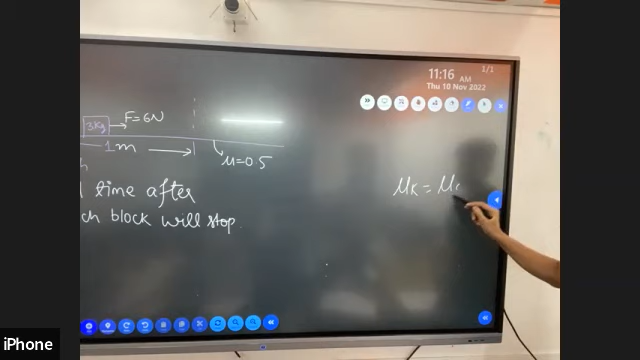 11:16 AM
1/1
Thu 10 Nov 2022
F=6N
3Kg
1m
μ=0.5
time after
block will stop.
μK = μ
iPhone